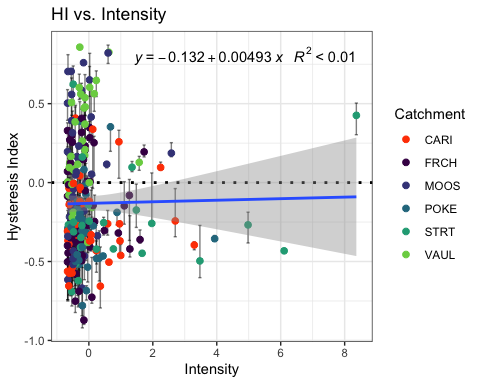 HI vs. Intensity
y = −0.132 + 0.00493 x  R² < 0.01
Hysteresis Index
0.5
0.0
-0.5
-1.0
0 2 4 6 8
Intensity
Catchment
CARI
FRCH
MOOS
POKE
STRT
VAUL